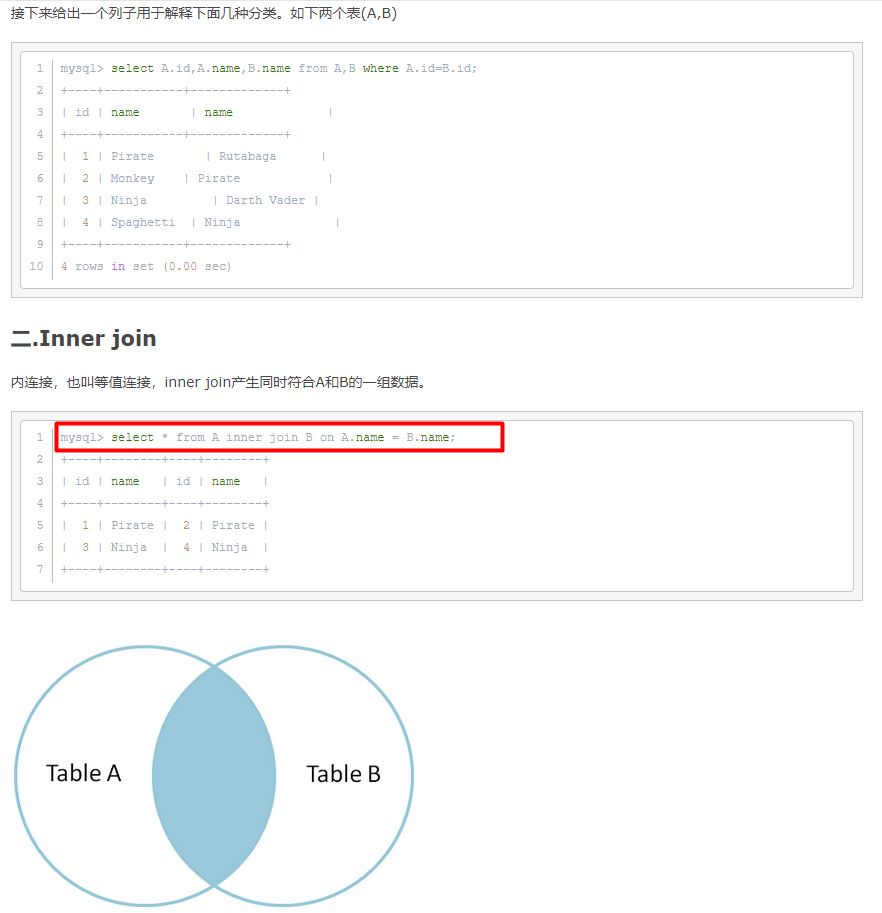 接下来给出一个列子用于解释下面几种分类。如下两个表(A,B)
1 mysql> select A.id,A.name,B.name from A,B where A.id=B.id;
2 +----+-----------+-------------+
3 | id | name       | name             |
4 +----+-----------+-------------+
5 |  1 | Pirate       | Rutabaga      |
6 |  2 | Monkey    | Pirate            |
7 |  3 | Ninja         | Darth Vader |
8 |  4 | Spaghetti  | Ninja             |
9 +----+-----------+-------------+
10 4 rows in set (0.00 sec)
二.Inner join
内连接，也叫等值连接，inner join产生同时符合A和B的一组数据。
1 mysql> select * from A inner join B on A.name = B.name;
2 +----+--------+----+--------+
3 | id | name   | id | name   |
4 +----+--------+----+--------+
5 |  1 | Pirate |  2 | Pirate |
6 |  3 | Ninja  |  4 | Ninja  |
7 +----+--------+----+--------+
Table A
Table B